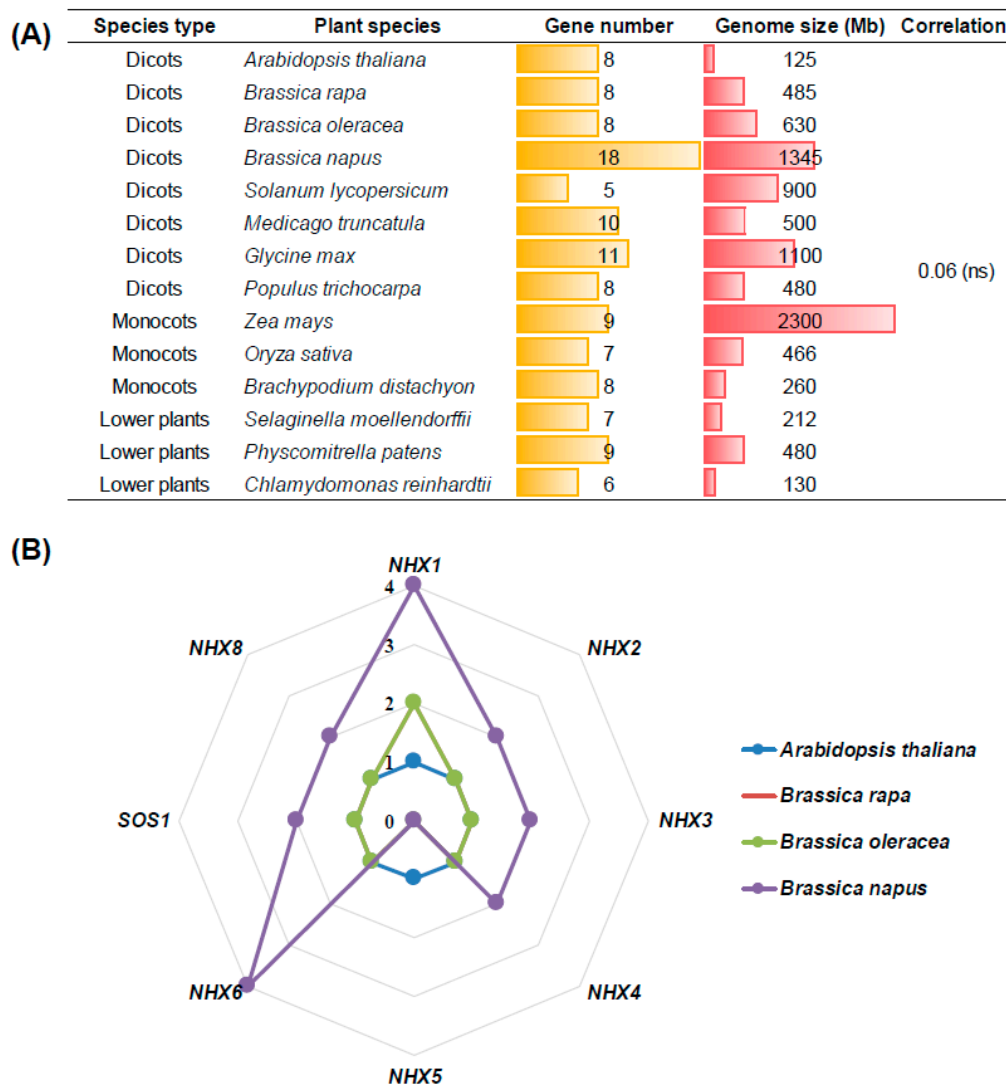 (A)
Species type Plant species Gene number Genome size (Mb) Correlation
Dicots Arabidopsis thaliana 8 125
Dicots Brassica rapa 8 485
Dicots Brassica oleracea 8 630
Dicots Brassica napus 18 1345
Dicots Solanum lycopersicum 5 900
Dicots Medicago truncatula 10 500
Dicots Glycine max 11 1100
0.06 (ns)
Dicots Populus trichocarpa 8 480
Monocots Zea mays 9 2300
Monocots Oryza sativa 7 466
Monocots Brachypodium distachyon 8 260
Lower plants Selaginella moellendorffii 7 212
Lower plants Physcomitrella patens 9 480
Lower plants Chlamydomonas reinhardtii 6 130
(B)
NHX1
4
NHX8 3 NHX2
2
1
SOS1 0 NHX3
NHX6 NHX4
NHX5
Arabidopsis thaliana
Brassica rapa
Brassica oleracea
Brassica napus